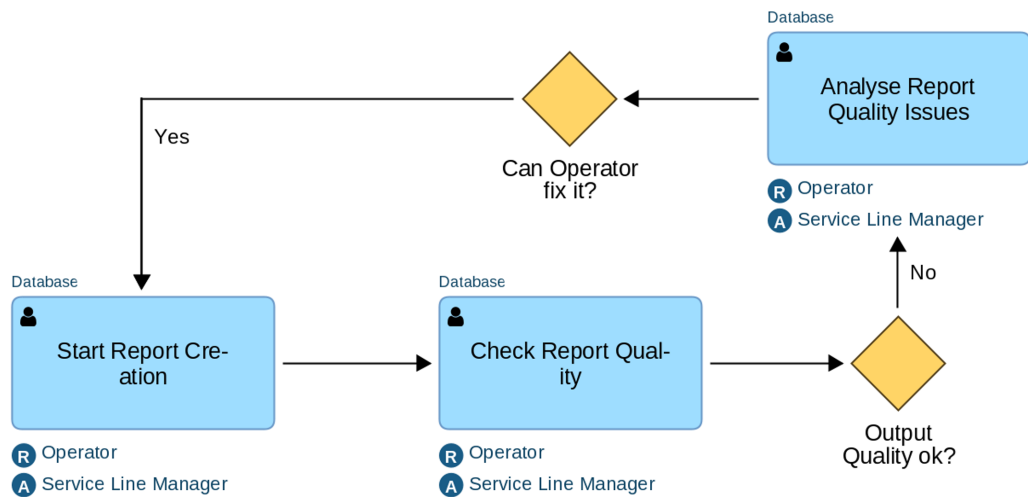 Database
Analyse Report
Quality Issues
Can Operator
fix it?
Yes
R Operator
A Service Line Manager
No
Database
Start Report Cre-
ation
R Operator
A Service Line Manager
Database
Check Report Qual-
ity
R Operator
A Service Line Manager
Output
Quality ok?